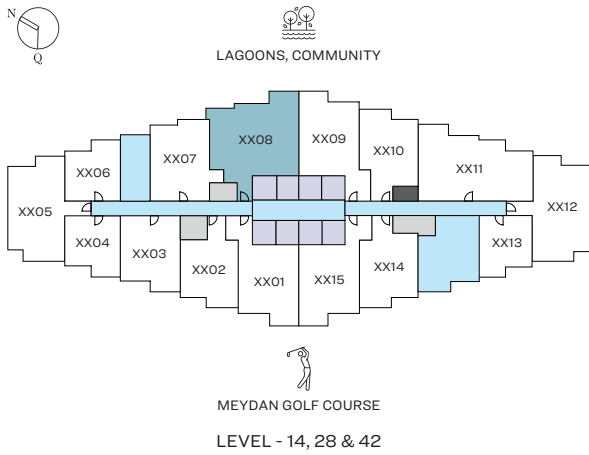 N
Q
LAGOONS, COMMUNITY
XX08
XX09
XX07
XX10
XX06
XX11
XX05
XX12
XX04
XX03
XX13
XX02
XX14
XX01
XX15
MEYDAN GOLF COURSE
LEVEL - 14, 28 & 42